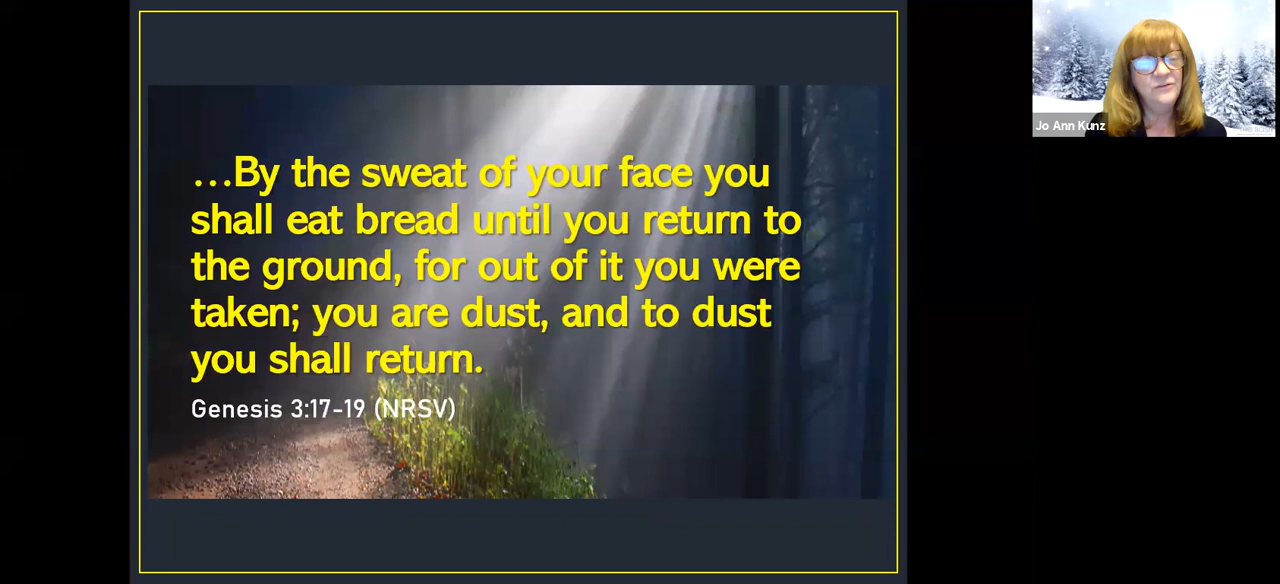 …By the sweat of your face you
shall eat bread until you return to
the ground, for out of it you were
taken; you are dust, and to dust
you shall return.
Genesis 3:17-19 (NRSV)
Jo Ann Kunz